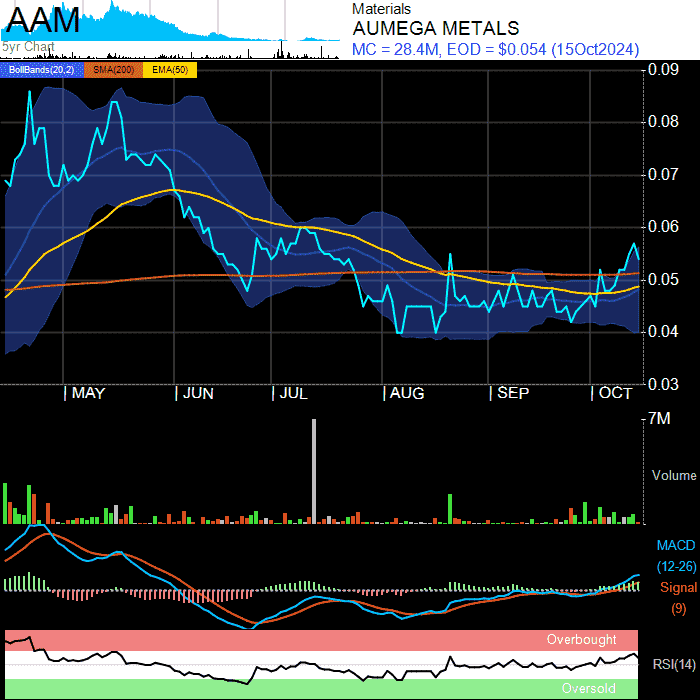 AAM
5yr Chart
Materials
AUMEGA METALS
MC = 28.4M, EOD = $0.054 (15Oct2024)
BollBands(20,2) SMA(200) EMA(50)
0.09
0.08
0.07
0.06
0.05
0.04
0.03
MAY JUN JUL AUG SEP OCT
7M
Volume
MACD
(12-26)
Signal
(9)
Overbought
RSI(14)
Oversold